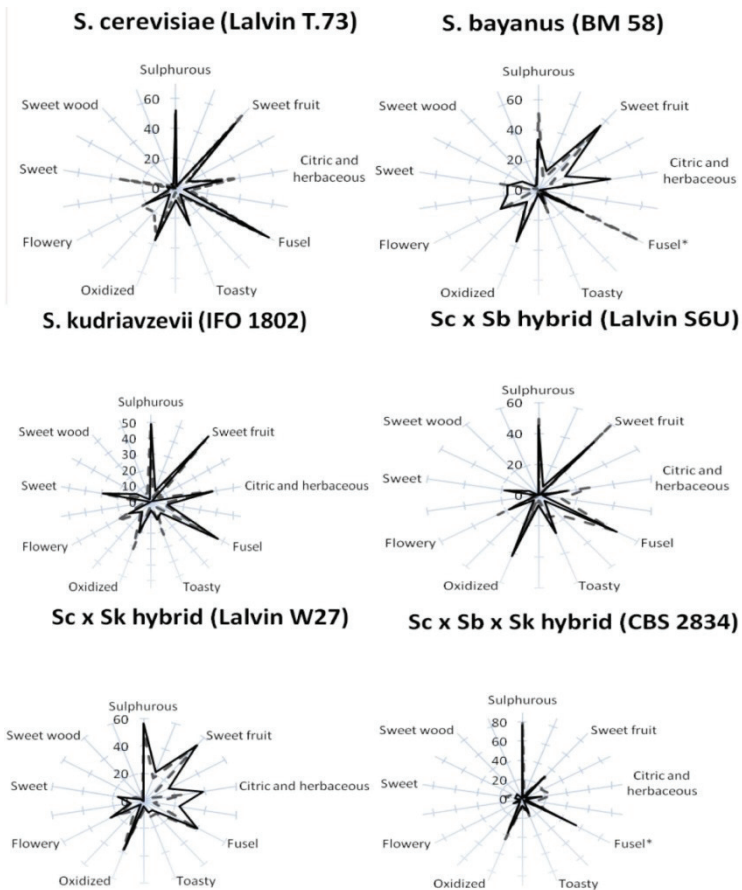 S. cerevisiae (Lalvin T.73)
Sulphurous
60
40
20
0
Sweet wood
Sweet fruit
Sweet
Citric and
herbaceous
Flowery
Fusel
Oxidized
Toasty
S. bayanus (BM 58)
Sulphurous
60
40
20
0
Sweet wood
Sweet fruit
Sweet
Citric and
herbaceous
Flowery
Fusel*
Oxidized
Toasty
S. kudriavzevii (IFO 1802)
Sulphurous
50
40
30
20
10
0
Sweet wood
Sweet fruit
Sweet
Citric and herbaceous
Flowery
Fusel
Oxidized
Toasty
Sc x Sb hybrid (Lalvin S6U)
Sulphurous
60
40
20
0
Sweet wood
Sweet fruit
Sweet
Citric and
herbaceous
Flowery
Fusel
Oxidized
Toasty
Sc x Sk hybrid (Lalvin W27)
Sulphurous
60
40
20
0
Sweet wood
Sweet fruit
Sweet
Citric and herbaceous
Flowery
Fusel
Oxidized
Toasty
Sc x Sb x Sk hybrid (CBS 2834)
Sulphurous
80
60
40
20
0
Sweet wood
Sweet fruit
Sweet
Citric and
herbaceous
Flowery
Fusel*
Oxidized
Toasty